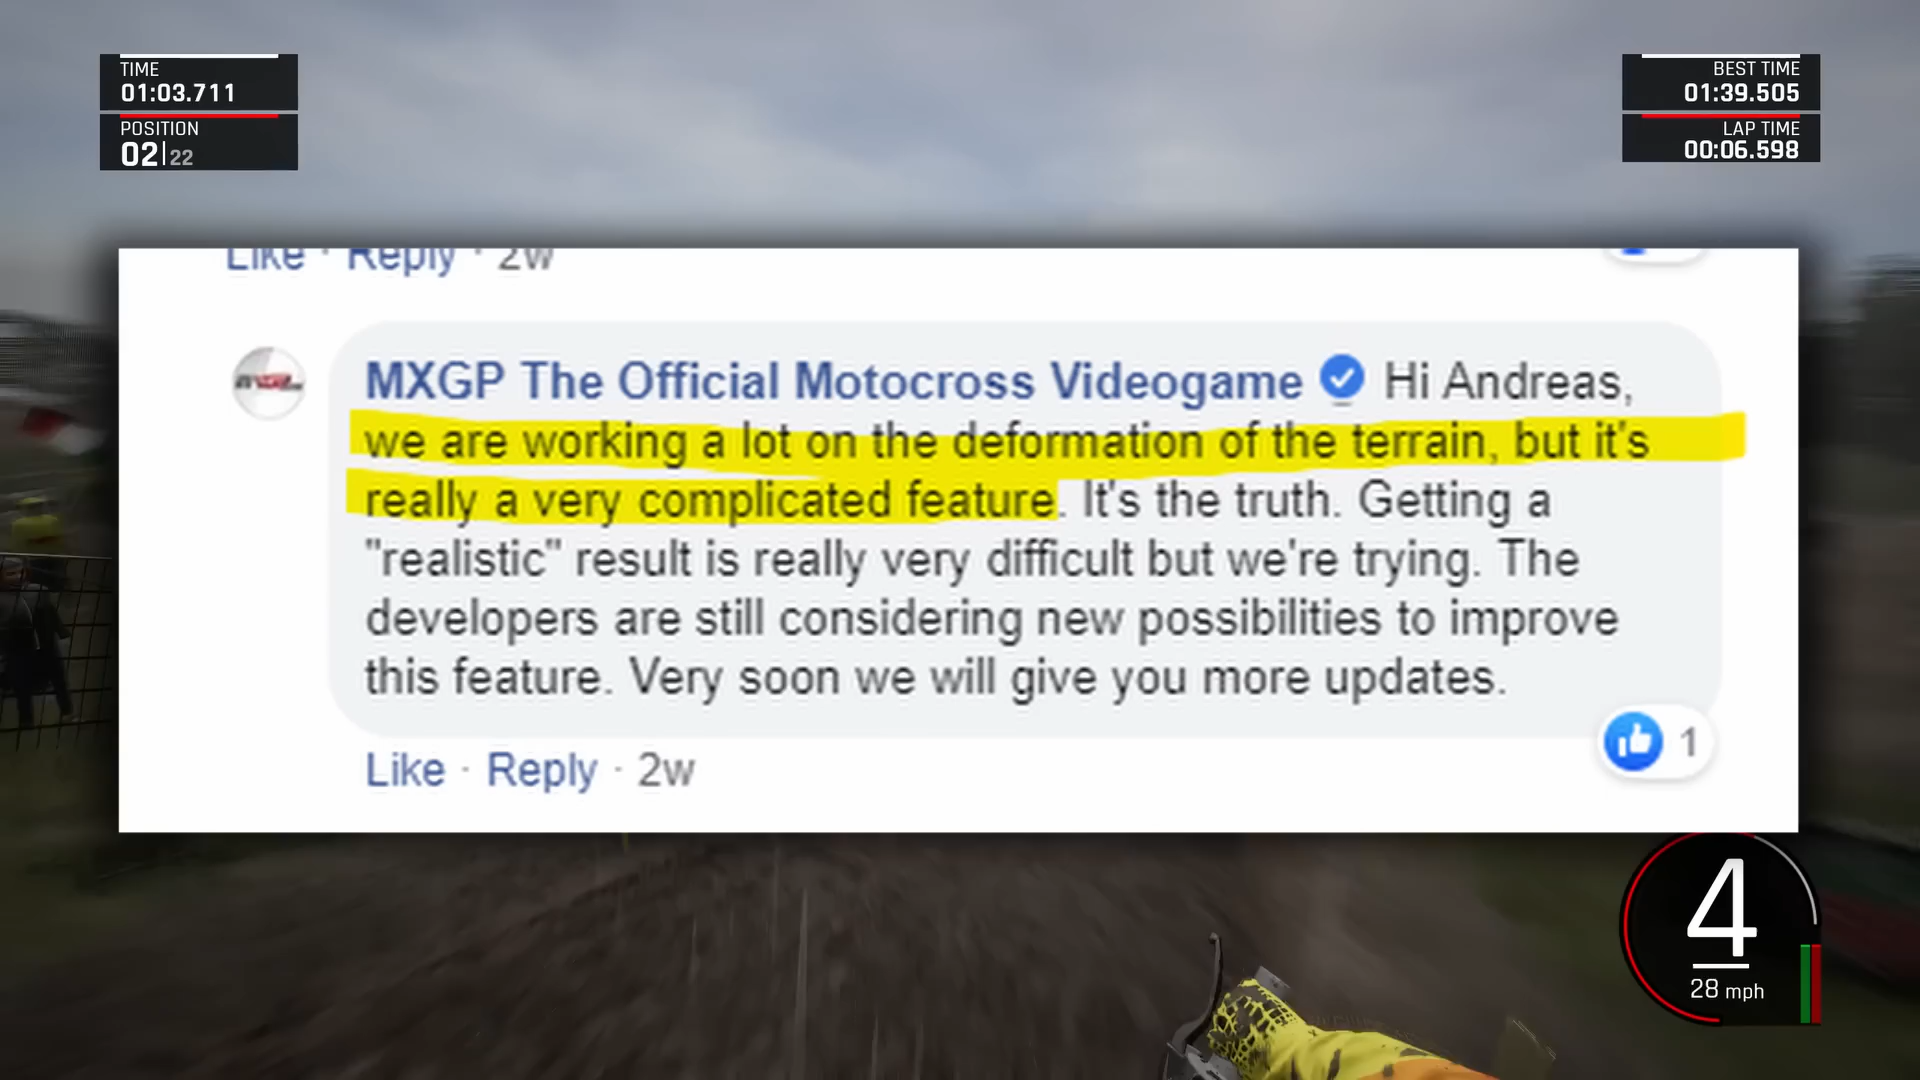 TIME
01:03.711
POSITION
02|22
BEST TIME
01:39.505
LAP TIME
00:06.598
Like · Reply · 2w
MXGP The Official Motocross Videogame Hi Andreas,
we are working a lot on the deformation of the terrain, but it's
really a very complicated feature. It's the truth. Getting a
"realistic" result is really very difficult but we're trying. The
developers are still considering new possibilities to improve
this feature. Very soon we will give you more updates.
1
Like · Reply · 2w
4
28 mph